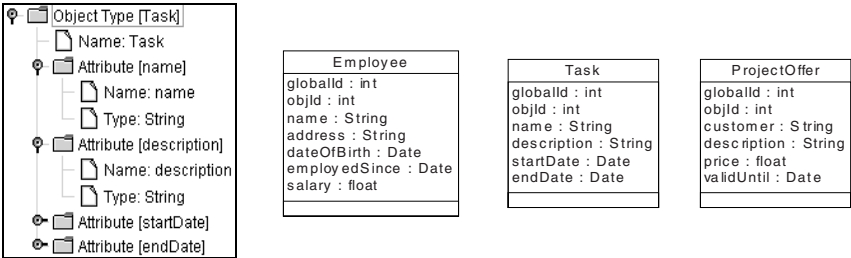 Object Type [Task]
Name: Task
Attribute [name]
Name: name
Type: String
Attribute [description]
Name: description
Type: String
Attribute [startDate]
Attribute [endDate]
Employee
globalId : int
objId : int
name : String
address : String
dateOfBirth : Date
employedSince : Date
salary : float
Task
globalId : int
objId : int
name : String
description : String
startDate : Date
endDate : Date
ProjectOffer
globalId : int
objId : int
customer : String
description : String
price : float
validUntil : Date